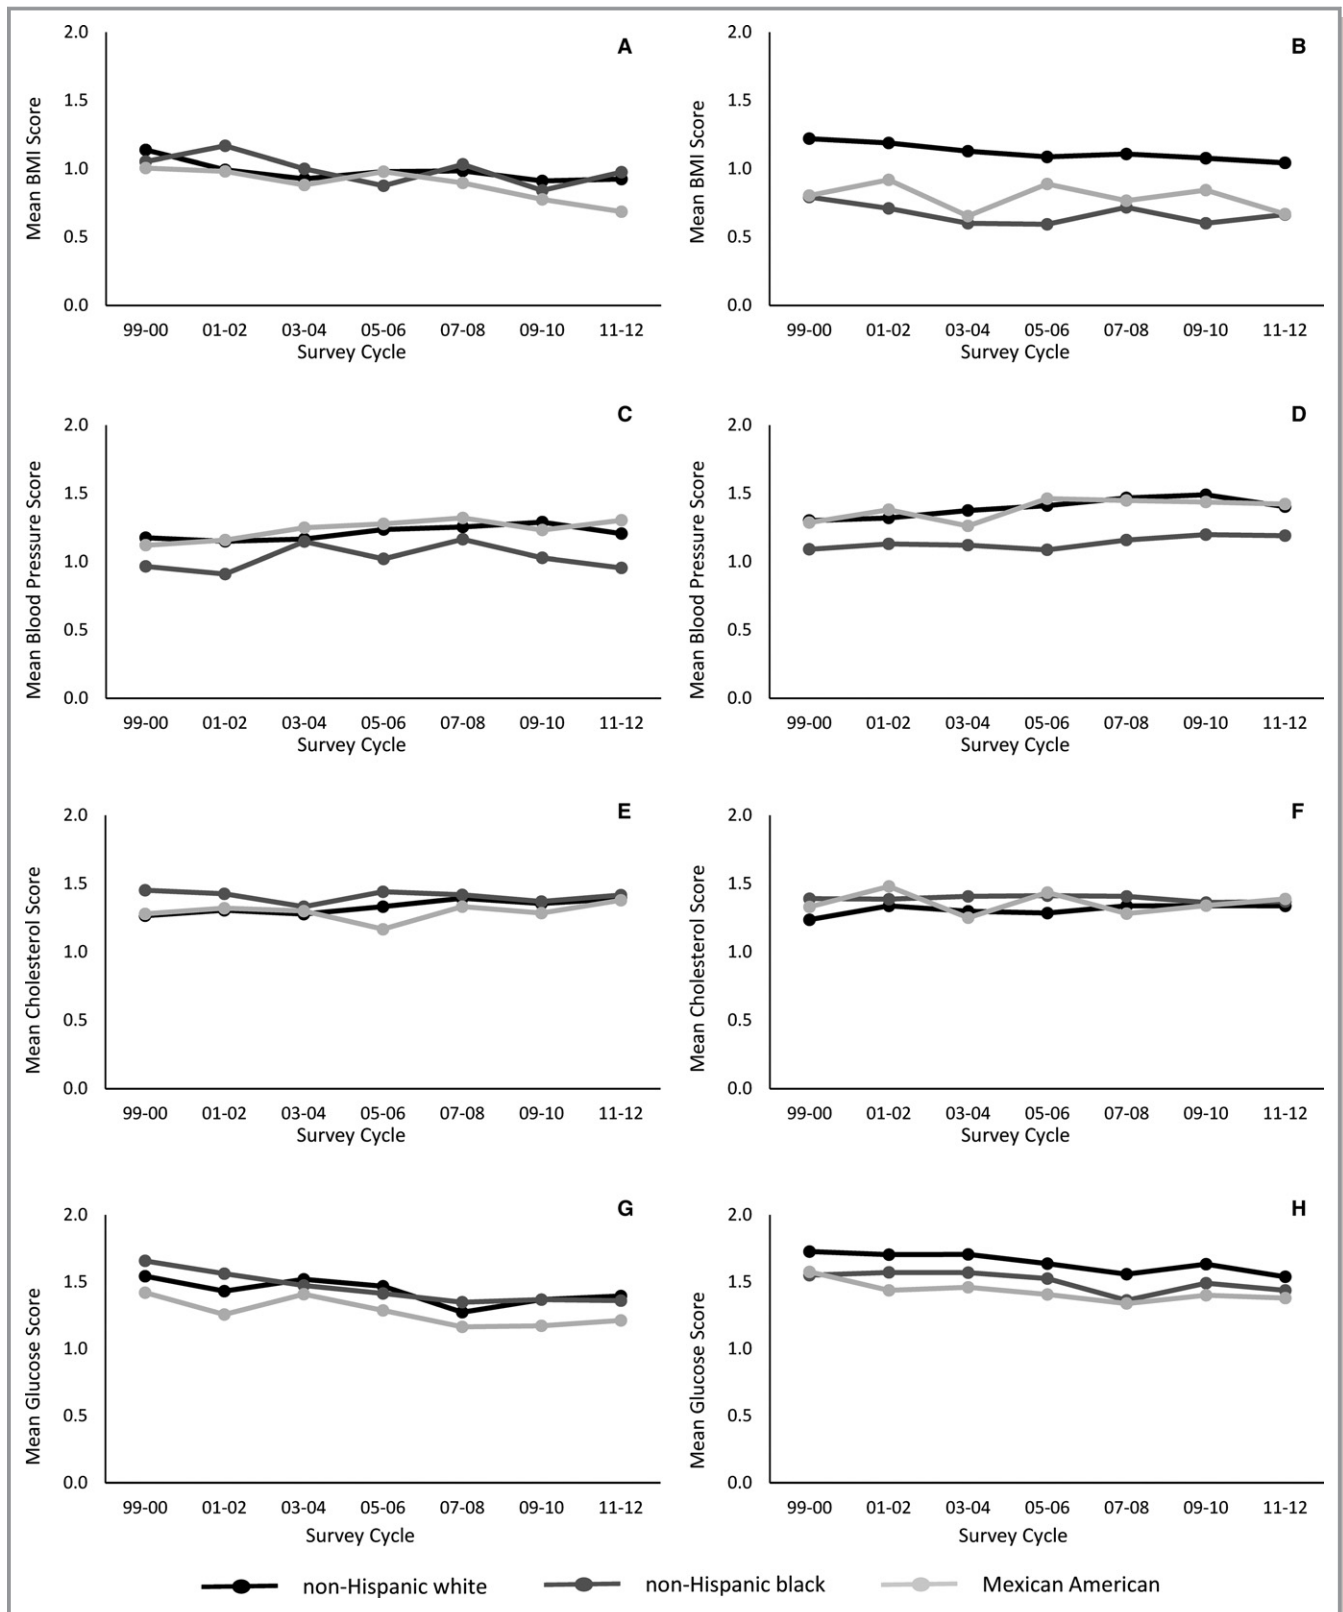 A
Mean BMI Score
2.0
1.5
1.0
0.5
0.0
99-00 01-02 03-04 05-06 07-08 09-10 11-12
Survey Cycle
B
Mean BMI Score
2.0
1.5
1.0
0.5
0.0
99-00 01-02 03-04 05-06 07-08 09-10 11-12
Survey Cycle
C
Mean Blood Pressure Score
2.0
1.5
1.0
0.5
0.0
99-00 01-02 03-04 05-06 07-08 09-10 11-12
Survey Cycle
D
Mean Blood Pressure Score
2.0
1.5
1.0
0.5
0.0
99-00 01-02 03-04 05-06 07-08 09-10 11-12
Survey Cycle
E
Mean Cholesterol Score
2.0
1.5
1.0
0.5
0.0
99-00 01-02 03-04 05-06 07-08 09-10 11-12
Survey Cycle
F
Mean Cholesterol Score
2.0
1.5
1.0
0.5
0.0
99-00 01-02 03-04 05-06 07-08 09-10 11-12
Survey Cycle
G
Mean Glucose Score
2.0
1.5
1.0
0.5
0.0
99-00 01-02 03-04 05-06 07-08 09-10 11-12
Survey Cycle
H
Mean Glucose Score
2.0
1.5
1.0
0.5
0.0
99-00 01-02 03-04 05-06 07-08 09-10 11-12
Survey Cycle
non-Hispanic white non-Hispanic black Mexican American